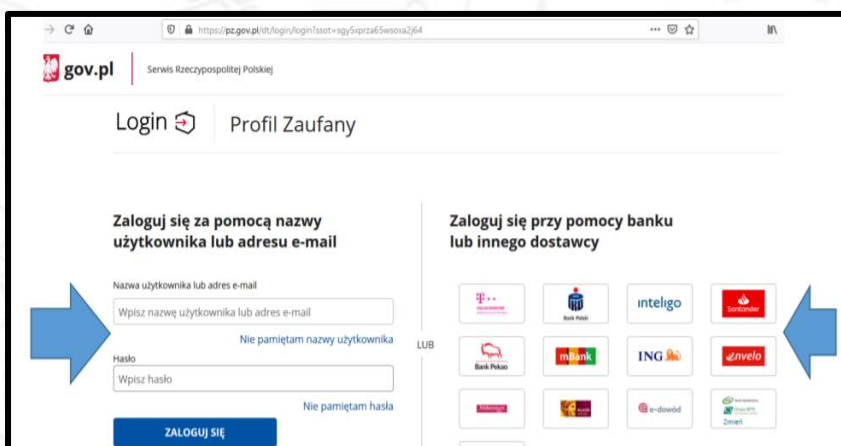 https://pz.gov.pl/dt/login/login?ssot=sgy5xprza65wsoxa2j64
gov.pl
Serwis Rzeczypospolitej Polskiej
Login
Profil Zaufany
Zaloguj się za pomocą nazwy
użytkownika lub adresu e-mail
Nazwa użytkownika lub adres e-mail
Wpisz nazwę użytkownika lub adres e-mail
Nie pamiętam nazwy użytkownika
Hasło
Wpisz hasło
Nie pamiętam hasła
ZALOGUJ SIĘ
LUB
Zaloguj się przy pomocy banku
lub innego dostawcy
T
Bank Polski
inteligo
Santander
Bank Pekao
mBank
ING
envelo
Millennium
e-dowód
Zmień